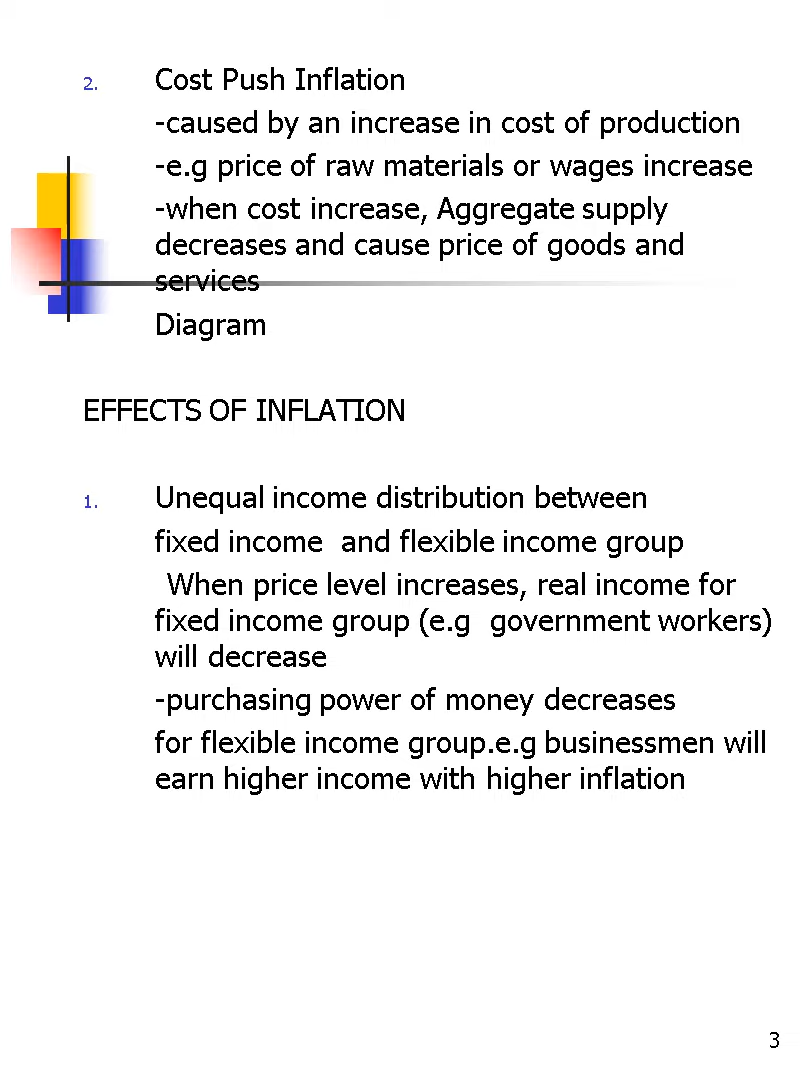 2. Cost Push Inflation
-caused by an increase in cost of production
-e.g price of raw materials or wages increase
-when cost increase, Aggregate supply
decreases and cause price of goods and
services
Diagram
EFFECTS OF INFLATION
1. Unequal income distribution between
fixed income and flexible income group
When price level increases, real income for
fixed income group (e.g government workers)
will decrease
-purchasing power of money decreases
for flexible income group.e.g businessmen will
earn higher income with higher inflation
3